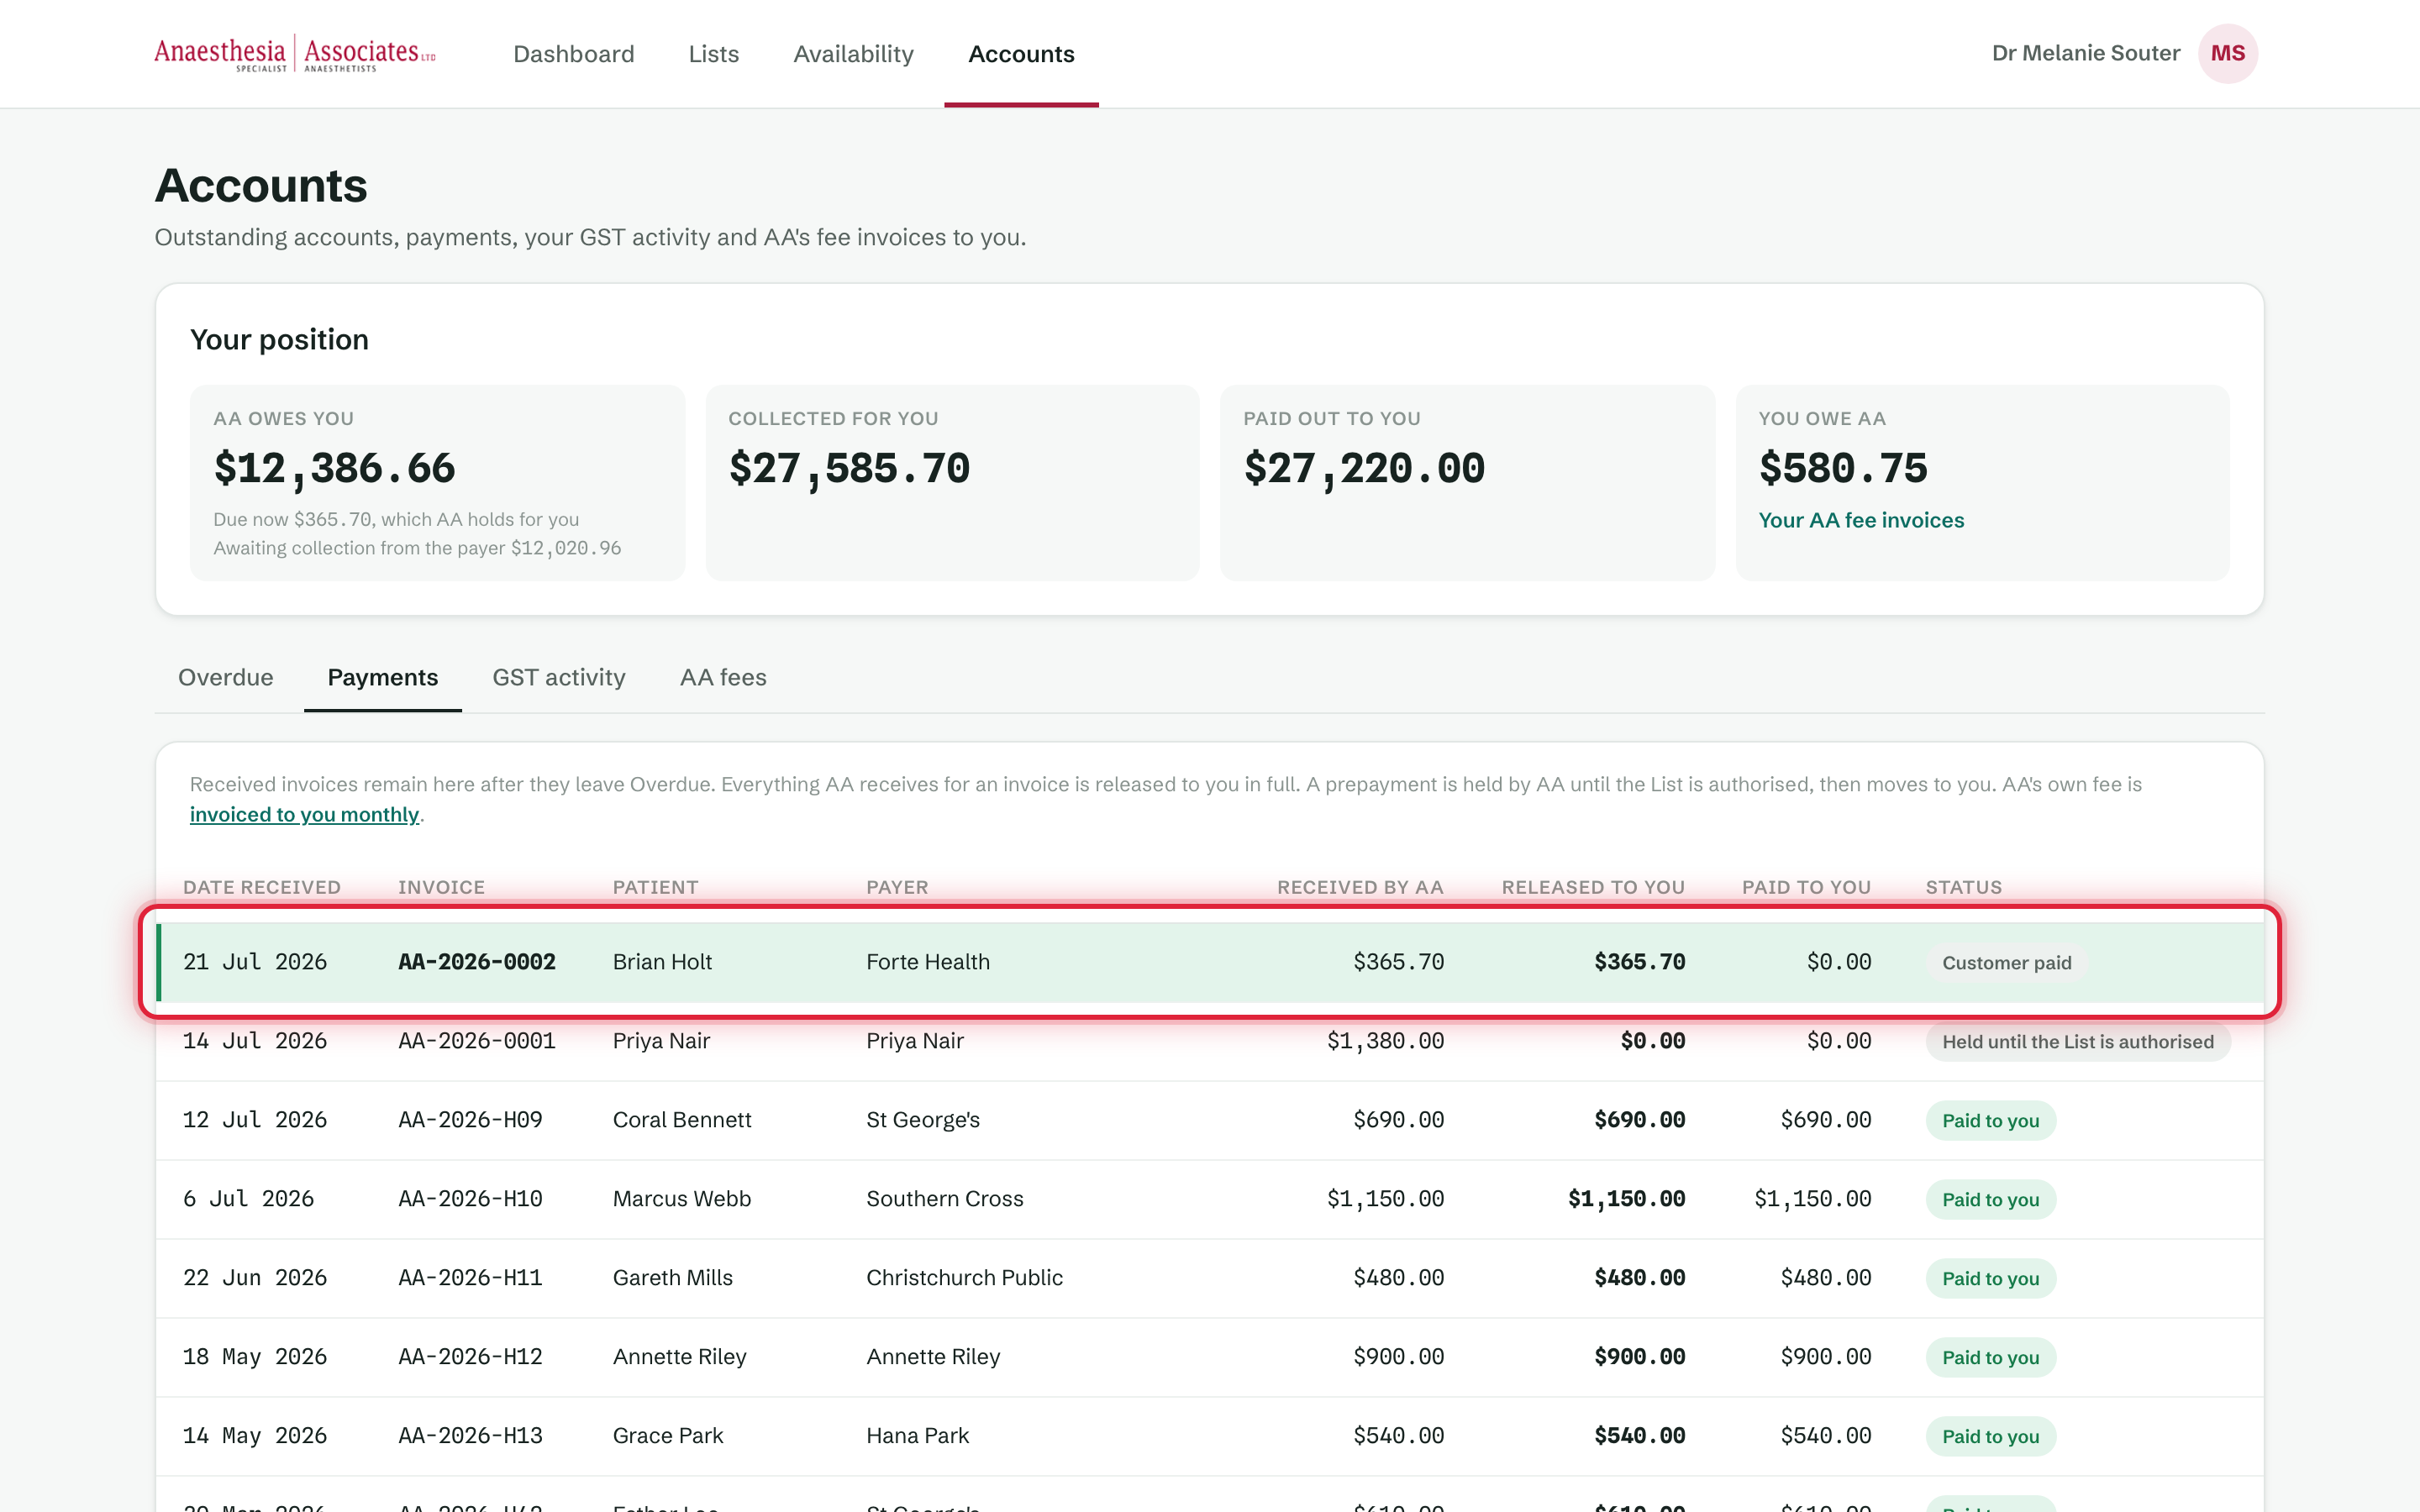 Anaesthesia | Associates LTD
SPECIALIST ANAESTHETISTS
Dashboard Lists Availability Accounts Dr Melanie Souter MS
Accounts
Outstanding accounts, payments, your GST activity and AA's fee invoices to you.
Your position
AA OWES YOU COLLECTED FOR YOU PAID OUT TO YOU YOU OWE AA
$12,386.66 $27,585.70 $27,220.00 $580.75
Due now $365.70, which AA holds for you Your AA fee invoices
Awaiting collection from the payer $12,020.96
Overdue Payments GST activity AA fees
Received invoices remain here after they leave Overdue. Everything AA receives for an invoice is released to you in full. A prepayment is held by AA until the List is authorised, then moves to you. AA's own fee is
invoiced to you monthly.
DATE RECEIVED INVOICE PATIENT PAYER RECEIVED BY AA RELEASED TO YOU PAID TO YOU STATUS
21 Jul 2026 AA-2026-0002 Brian Holt Forte Health $365.70 $365.70 $0.00 Customer paid
14 Jul 2026 AA-2026-0001 Priya Nair Priya Nair $1,380.00 $0.00 $0.00 Held until the List is authorised
12 Jul 2026 AA-2026-H09 Coral Bennett St George's $690.00 $690.00 $690.00 Paid to you
6 Jul 2026 AA-2026-H10 Marcus Webb Southern Cross $1,150.00 $1,150.00 $1,150.00 Paid to you
22 Jun 2026 AA-2026-H11 Gareth Mills Christchurch Public $480.00 $480.00 $480.00 Paid to you
18 May 2026 AA-2026-H12 Annette Riley Annette Riley $900.00 $900.00 $900.00 Paid to you
14 May 2026 AA-2026-H13 Grace Park Hana Park $540.00 $540.00 $540.00 Paid to you